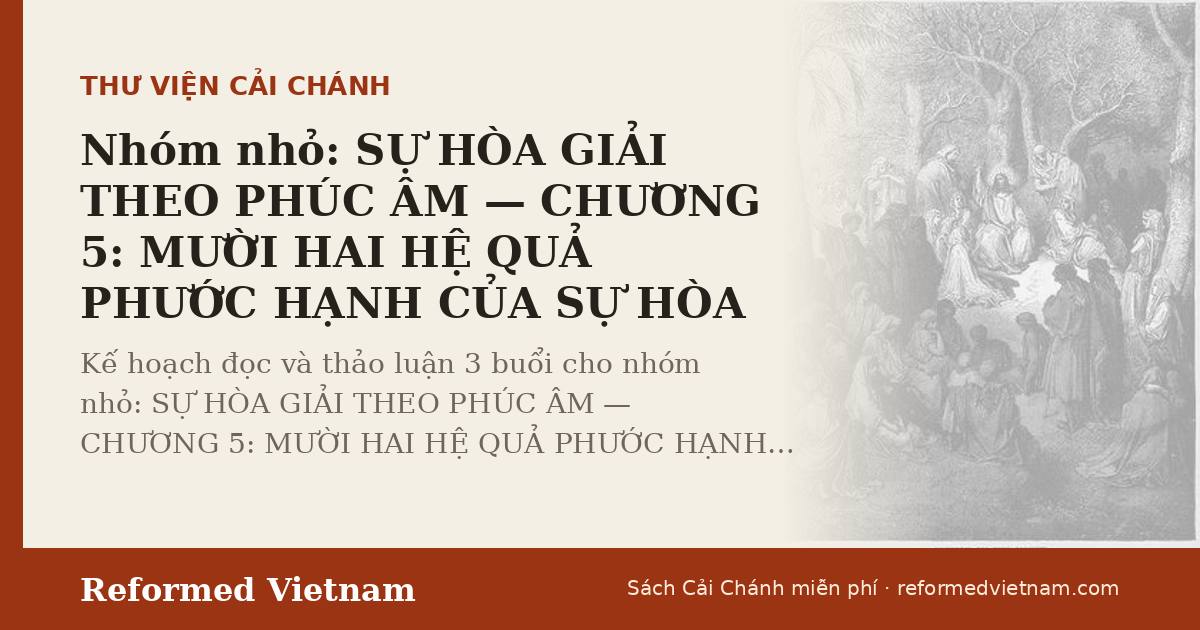 THƯ VIỆN CẢI CHÁNH
Nhóm nhỏ: SỰ HÒA GIẢI
THEO PHÚC ÂM — CHƯƠNG
5: MƯỜI HAI HỆ QUẢ
PHƯỚC HẠNH CỦA SỰ HÒA
Kế hoạch đọc và thảo luận 3 buổi cho nhóm
nhỏ: SỰ HÒA GIẢI THEO PHÚC ÂM —
CHƯƠNG 5: MƯỜI HAI HỆ QUẢ PHƯỚC HẠNH...
Reformed Vietnam
Sách Cải Chánh miễn phí · reformedvietnam.com